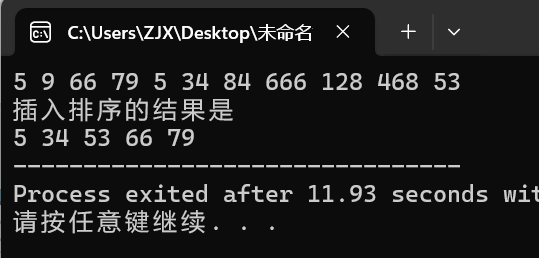 C:\Users\ZJX\Desktop\未命名
5 9 66 79 5 34 84 666 128 468 53
插入排序的结果是
5 34 53 66 79
--------------------------------
Process exited after 11.93 seconds wit
请按任意键继续. . .